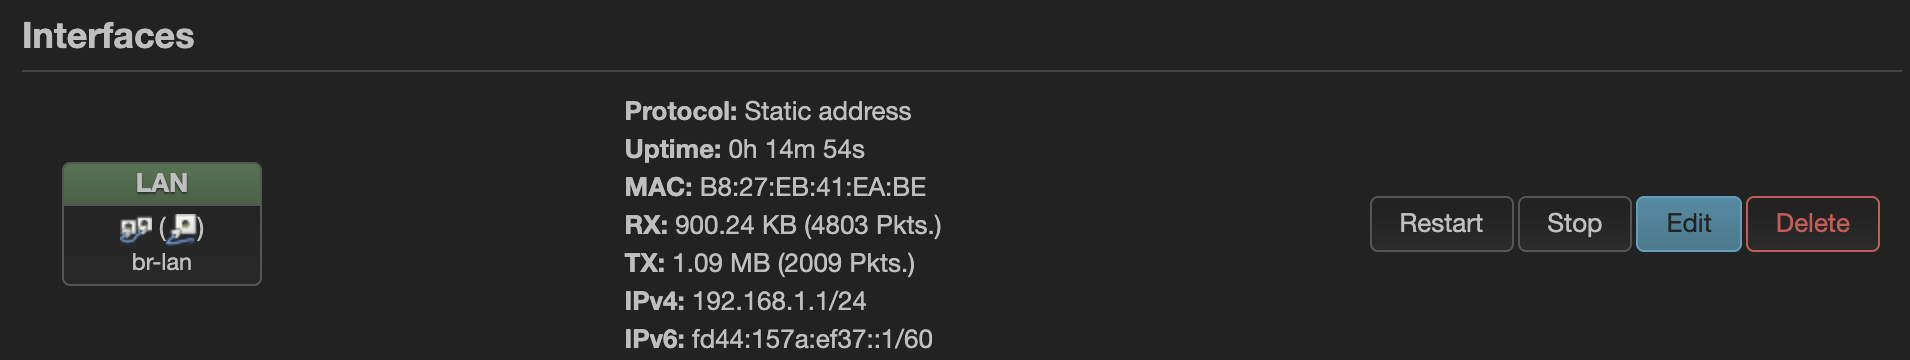 Interfaces
LAN
( )
br-lan
Protocol: Static address
Uptime: 0h 14m 54s
MAC: B8:27:EB:41:EA:BE
RX: 900.24 KB (4803 Pkts.)
TX: 1.09 MB (2009 Pkts.)
IPv4: 192.168.1.1/24
IPv6: fd44:157a:ef37::1/60
Restart Stop Edit Delete